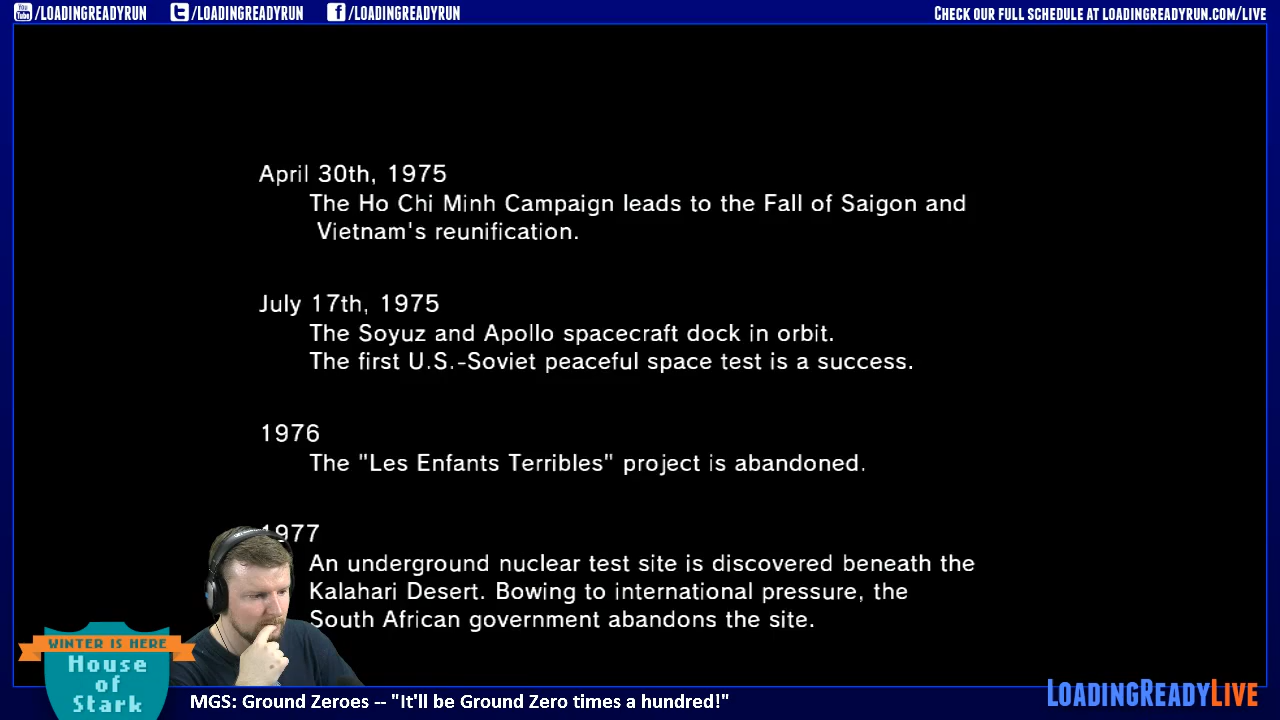 You Tube /LOADINGREADYRUN /LOADINGREADYRUN /LOADINGREADYRUN CHECK OUR FULL SCHEDULE AT LOADINGREADYRUN.COM/LIVE
April 30th, 1975
The Ho Chi Minh Campaign leads to the Fall of Saigon and
Vietnam's reunification.
July 17th, 1975
The Soyuz and Apollo spacecraft dock in orbit.
The first U.S.-Soviet peaceful space test is a success.
1976
The "Les Enfants Terribles" project is abandoned.
1977
An underground nuclear test site is discovered beneath the
Kalahari Desert. Bowing to international pressure, the
South African government abandons the site.
WINTER IS HERE
House
of
Stark
MGS: Ground Zeroes -- "It'll be Ground Zero times a hundred!"
LOADINGREADYLIVE